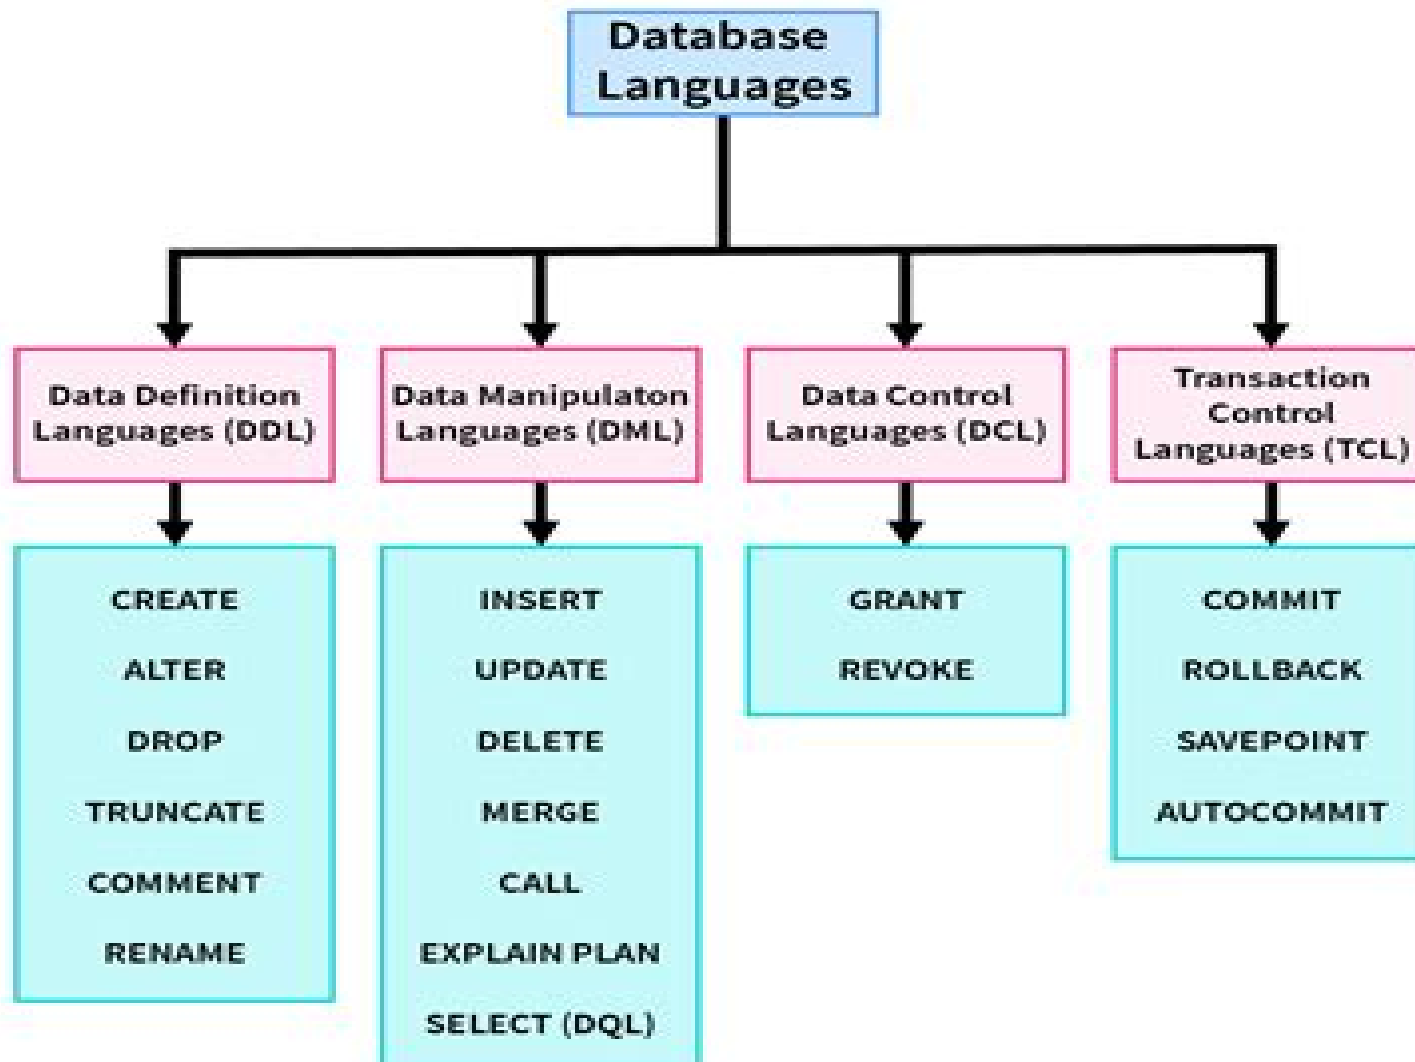 Database
Languages
Data Definition
Languages (DDL)
Data Manipulaton
Languages (DML)
Data Control
Languages (DCL)
Transaction
Control
Languages (TCL)
CREATE
ALTER
DROP
TRUNCATE
COMMENT
RENAME
INSERT
UPDATE
DELETE
MERGE
CALL
EXPLAIN PLAN
SELECT (DQL)
GRANT
REVOKE
COMMIT
ROLLBACK
SAVEPOINT
AUTOCOMMIT